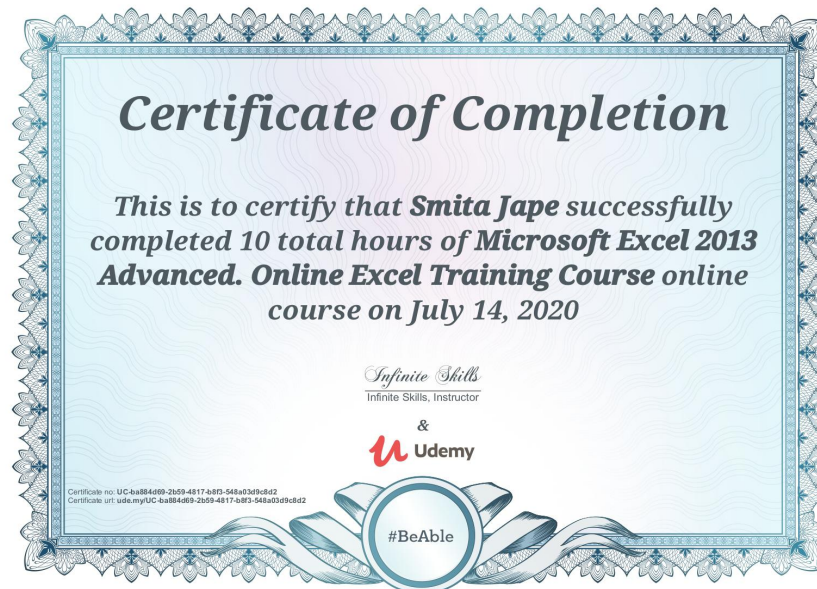 Certificate of Completion
This is to certify that Smita Jape successfully
completed 10 total hours of Microsoft Excel 2013
Advanced. Online Excel Training Course online
course on July 14, 2020
Infinite Skills
Infinite Skills, Instructor
&
Udemy
Certificate no: UC-ba884d69-2b59-4817-b8f3-548a03d9c8d2
Certificate url: ude.my/UC-ba884d69-2b59-4817-b8f3-548a03d9c8d2
#BeAble